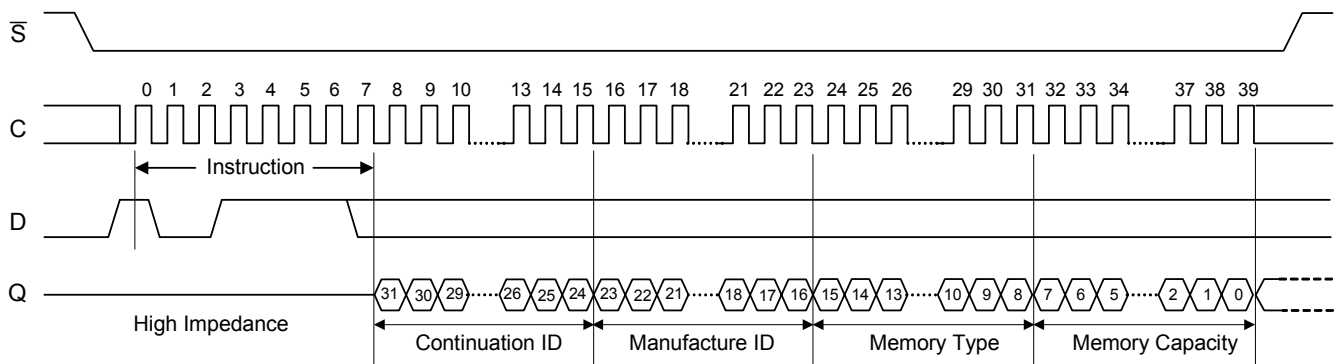 S
0 1 2 3 4 5 6 7 8 9 10 13 14 15 16 17 18 21 22 23 24 25 26 29 30 31 32 33 34 37 38 39
C
Instruction
D
Q
31 30 29 26 25 24 23 22 21 18 17 16 15 14 13 10 9 8 7 6 5 2 1 0
High Impedance
Continuation ID Manufacture ID Memory Type Memory Capacity